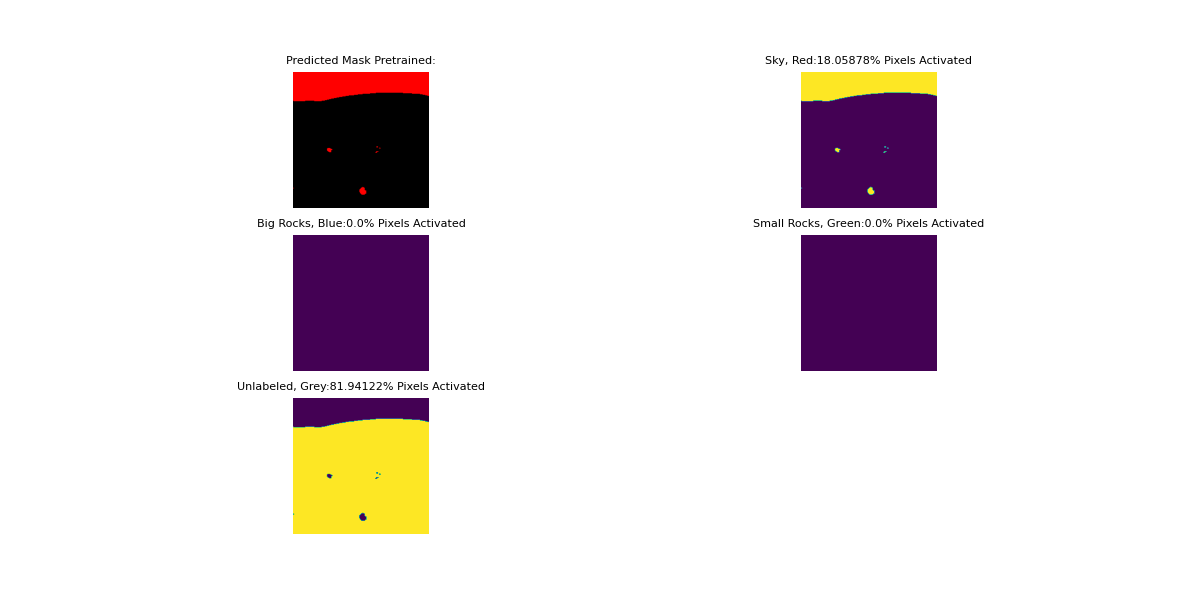 Predicted Mask Pretrained:
Sky, Red:18.05878% Pixels Activated
Big Rocks, Blue:0.0% Pixels Activated
Small Rocks, Green:0.0% Pixels Activated
Unlabeled, Grey:81.94122% Pixels Activated